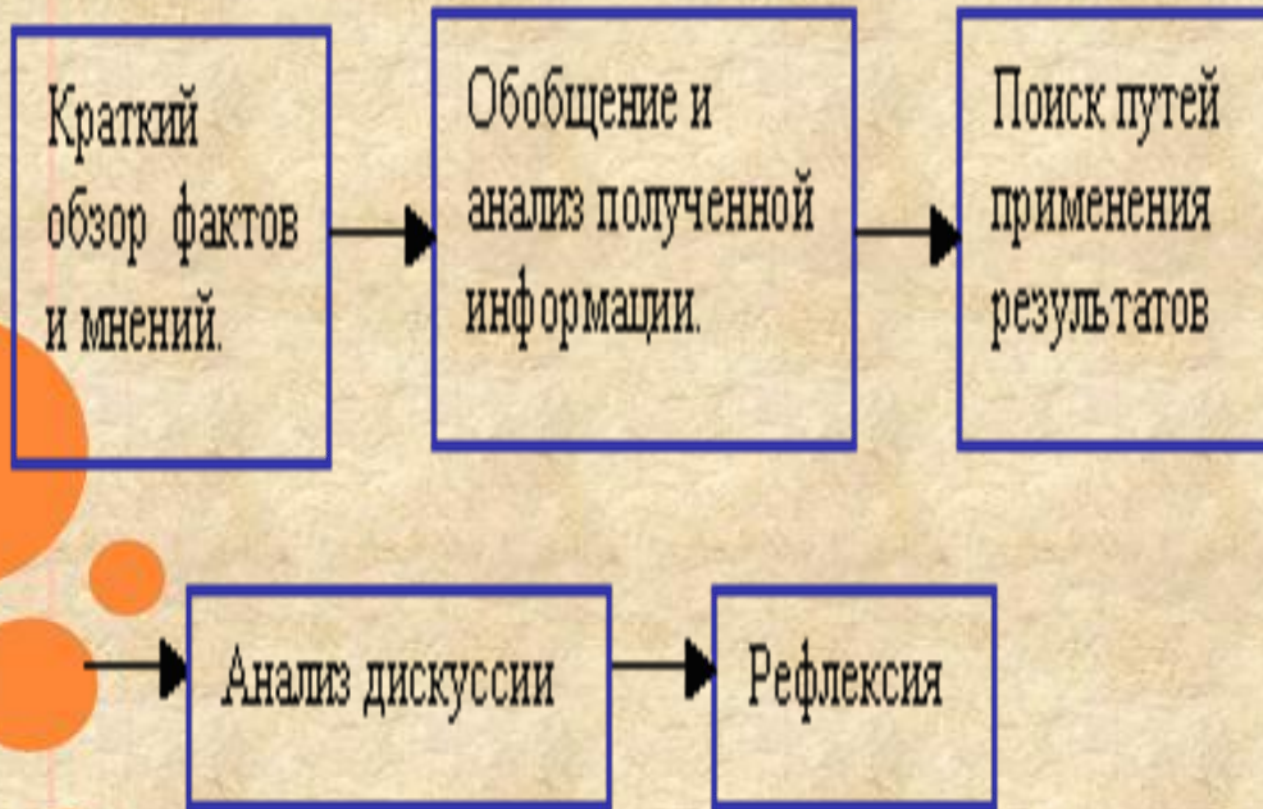 Краткий
обзор фактов
и мнений.
Обобщение и
анализ полученной
информации.
Поиск путей
применения
результатов
Анализ дискуссии
Рефлексия